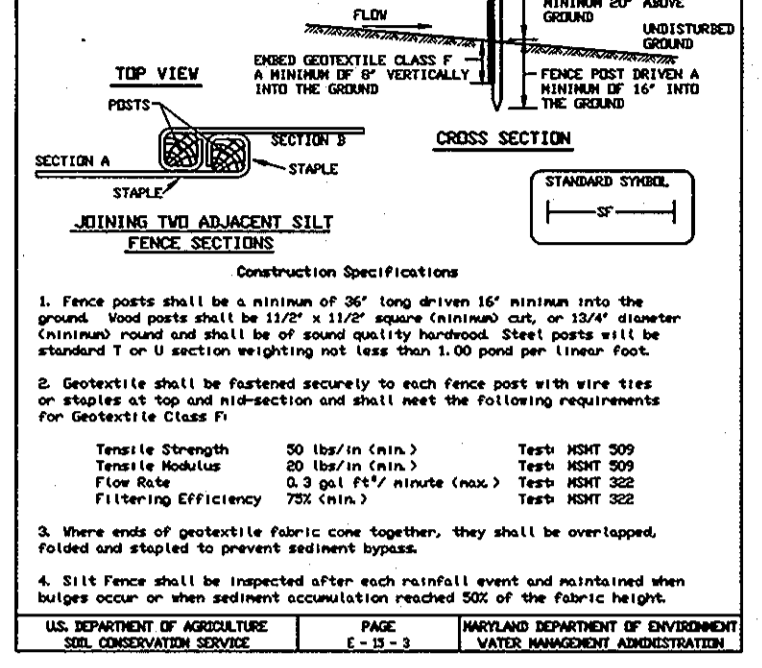 MINIMUM 20" ABOVE
GROUND
FLOW
UNDISTURBED
GROUND
EMBED GEOTEXTILE CLASS F
A MINIMUM OF 8" VERTICALLY
INTO THE GROUND
FENCE POST DRIVEN A
MINIMUM OF 16" INTO
THE GROUND
TOP VIEW
POSTS
SECTION B
CROSS SECTION
SECTION A
STAPLE
STAPLE
STANDARD SYMBOL
SF
JOINING TWO ADJACENT SILT
FENCE SECTIONS
Construction Specifications
1. Fence posts shall be a minimum of 36" long driven 16" minimum into the
ground. Wood posts shall be 11/2" x 11/2" square (minimum) cut, or 13/4" diameter
(minimum) round and shall be of sound quality hardwood. Steel posts will be
standard T or U section weighting not less than 1.00 pond per linear foot.
2. Geotextile shall be fastened securely to each fence post with wire ties
or staples at top and mid-section and shall meet the following requirements
for Geotextile Class F:
Tensile Strength 50 lbs/in (min.) Test: MSMT 509
Tensile Modulus 20 lbs/in (min.) Test: MSMT 509
Flow Rate 0.3 gal ft²/ minute (max.) Test: MSMT 322
Filtering Efficiency 75% (min.) Test: MSMT 322
3. Where ends of geotextile fabric come together, they shall be overlapped,
folded and stapled to prevent sediment bypass.
4. Silt Fence shall be inspected after each rainfall event and maintained when
bulges occur or when sediment accumulation reached 50% of the fabric height.
U.S. DEPARTMENT OF AGRICULTURE
SOIL CONSERVATION SERVICE
PAGE
E - 15 - 3
MARYLAND DEPARTMENT OF ENVIRONMENT
WATER MANAGEMENT ADMINISTRATION